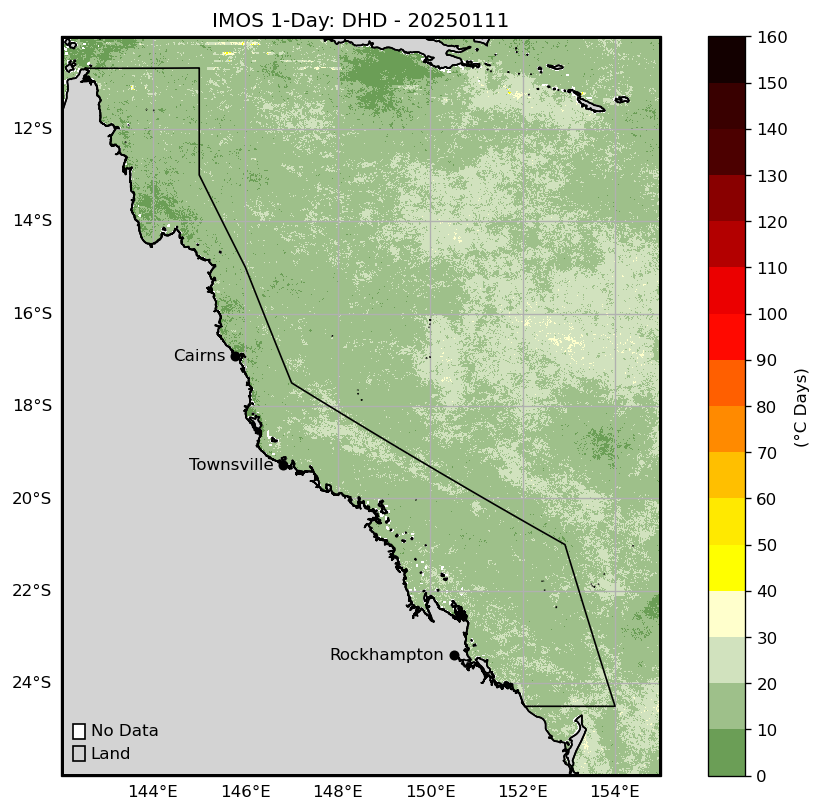 IMOS 1-Day: DHD - 20250111
12°S
14°S
16°S
18°S
20°S
22°S
24°S
Cairns
Townsville
Rockhampton
No Data
Land
144°E 146°E 148°E 150°E 152°E 154°E
160
150
140
130
120
110
100
90
80
70
60
50
40
30
20
10
0
(°C Days)